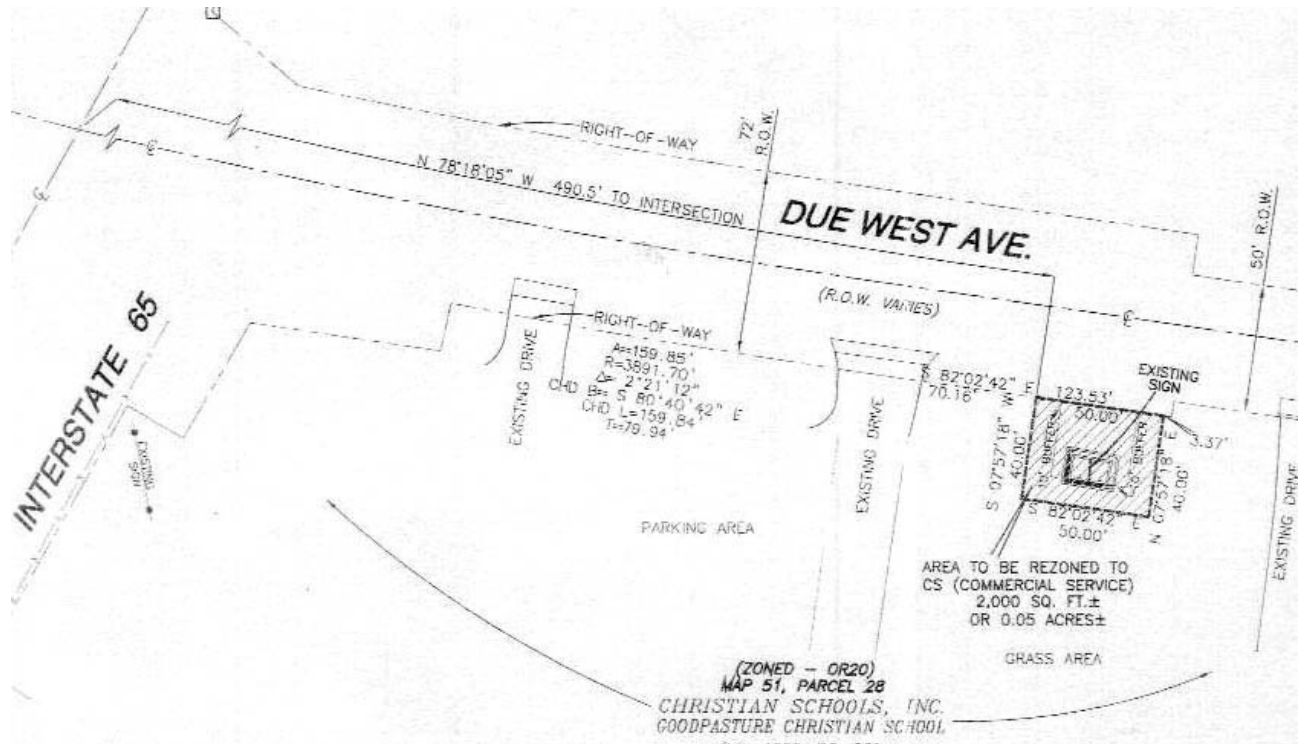 RIGHT-OF-WAY
72'
R.O.W.
N 78°18'05" W 490.5' TO INTERSECTION
DUE WEST AVE.
(R.O.W. VARIES)
50' R.O.W.
INTERSTATE 65
EXISTING
SIGN
EXISTING DRIVE
RIGHT-OF-WAY
A=159.85'
R=3891.70'
Δ= 2°21'12"
CHD B= S 80°40'42" E
CHD L=159.84'
T=79.94'
PARKING AREA
EXISTING DRIVE
S 82°02'42" E
70.16'
123.53'
50.00'
EXISTING
SIGN
3.37'
S 07°57'18" W
40.00'
BUFFER
BUFFER
N 07°57'18" E
40.00'
S 82°02'42" E
50.00'
EXISTING DRIVE
AREA TO BE REZONED TO
CS (COMMERCIAL SERVICE)
2,000 SQ. FT.±
OR 0.05 ACRES±
GRASS AREA
(ZONED - OR20)
MAP 51, PARCEL 28
CHRISTIAN SCHOOLS, INC.
GOODPASTURE CHRISTIAN SCHOOL